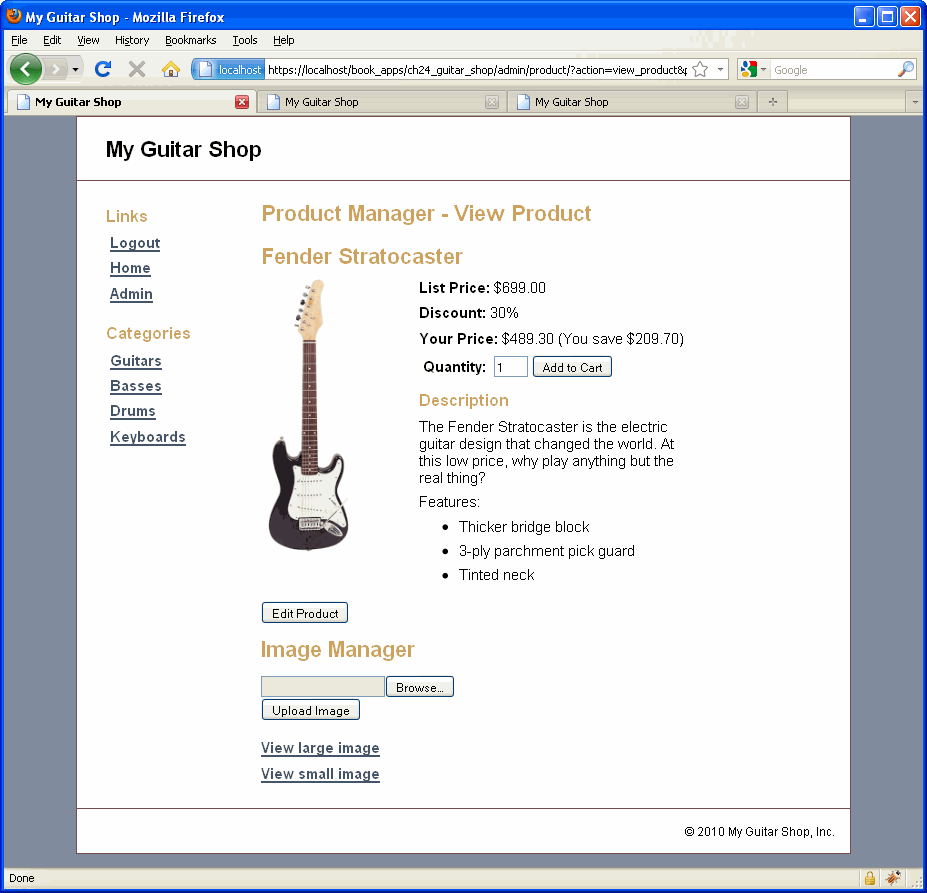 My Guitar Shop - Mozilla Firefox
File Edit View History Bookmarks Tools Help
localhost https://localhost/book_apps/ch24_guitar_shop/admin/product/?action=view_product&p
Google
My Guitar Shop
My Guitar Shop
My Guitar Shop
My Guitar Shop
Links
Logout
Home
Admin
Categories
Guitars
Basses
Drums
Keyboards
Product Manager - View Product
Fender Stratocaster
List Price: $699.00
Discount: 30%
Your Price: $489.30 (You save $209.70)
Quantity: 1 Add to Cart
Description
The Fender Stratocaster is the electric
guitar design that changed the world. At
this low price, why play anything but the
real thing?
Features:
• Thicker bridge block
• 3-ply parchment pick guard
• Tinted neck
Edit Product
Image Manager
Browse...
Upload Image
View large image
View small image
© 2010 My Guitar Shop, Inc.
Done